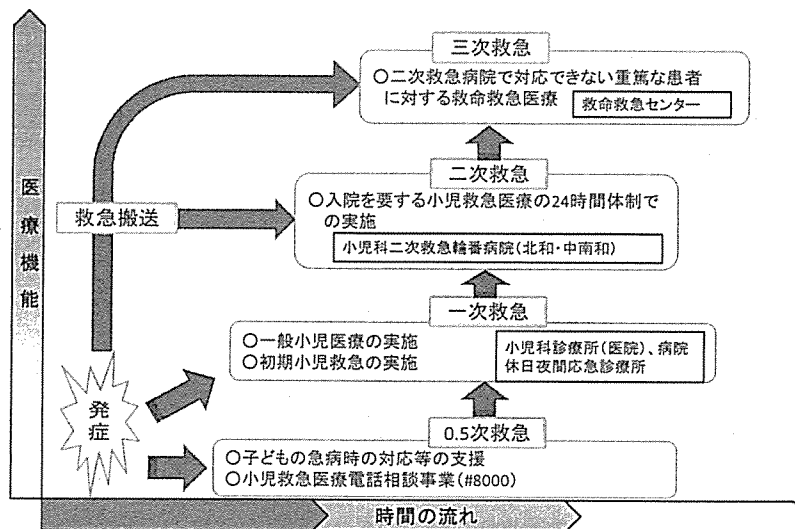 三次救急
○二次救急病院で対応できない重篤な患者
に対する救命救急医療
救命救急センター
二次救急
○入院を要する小児救急医療の24時間体制で
の実施
小児科二次救急輪番病院(北和・中南和)
救急搬送
医療機能
一次救急
○一般小児医療の実施
○初期小児救急の実施
小児科診療所(医院)、病院
休日夜間応急診療所
発症
0.5次救急
○子どもの急病時の対応等の支援
○小児救急医療電話相談事業(#8000)
時間の流れ